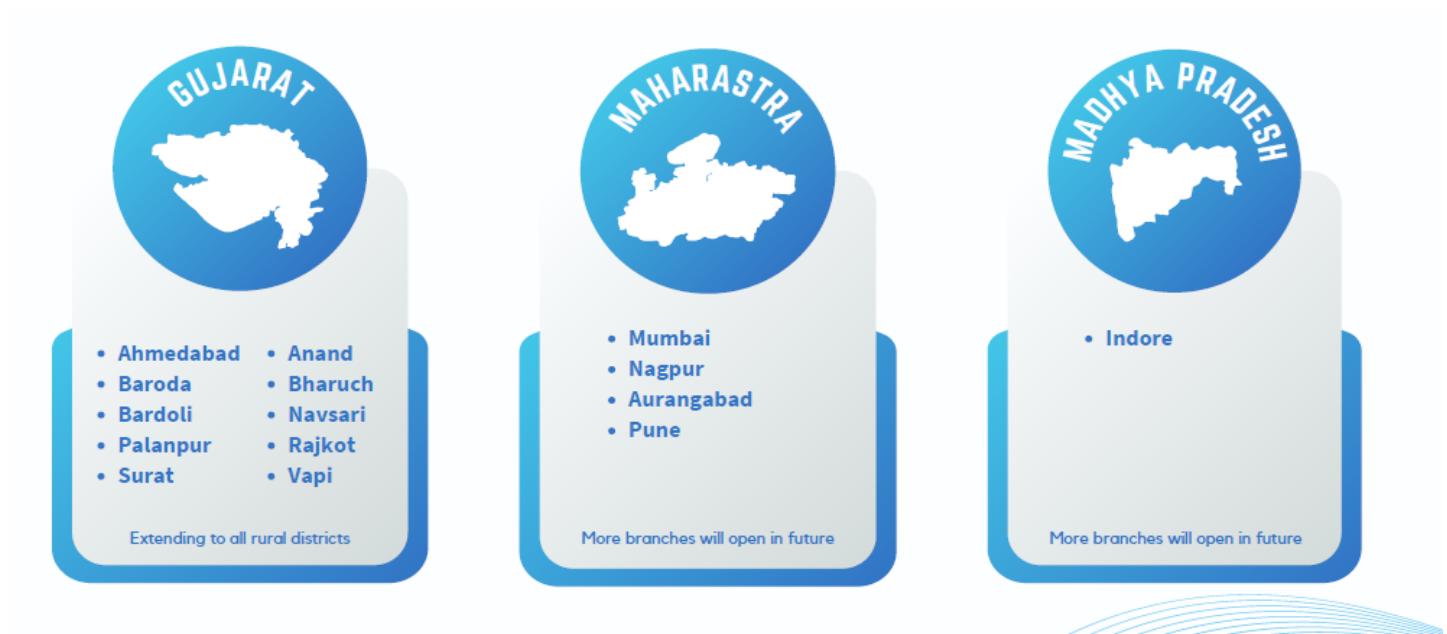 GUJARAT
• Ahmedabad
• Baroda
• Bardoli
• Palanpur
• Surat
• Anand
• Bharuch
• Navsari
• Rajkot
• Vapi
Extending to all rural districts
MAHARASTRA
• Mumbai
• Nagpur
• Aurangabad
• Pune
More branches will open in future
MADHYA PRADESH
• Indore
More branches will open in future